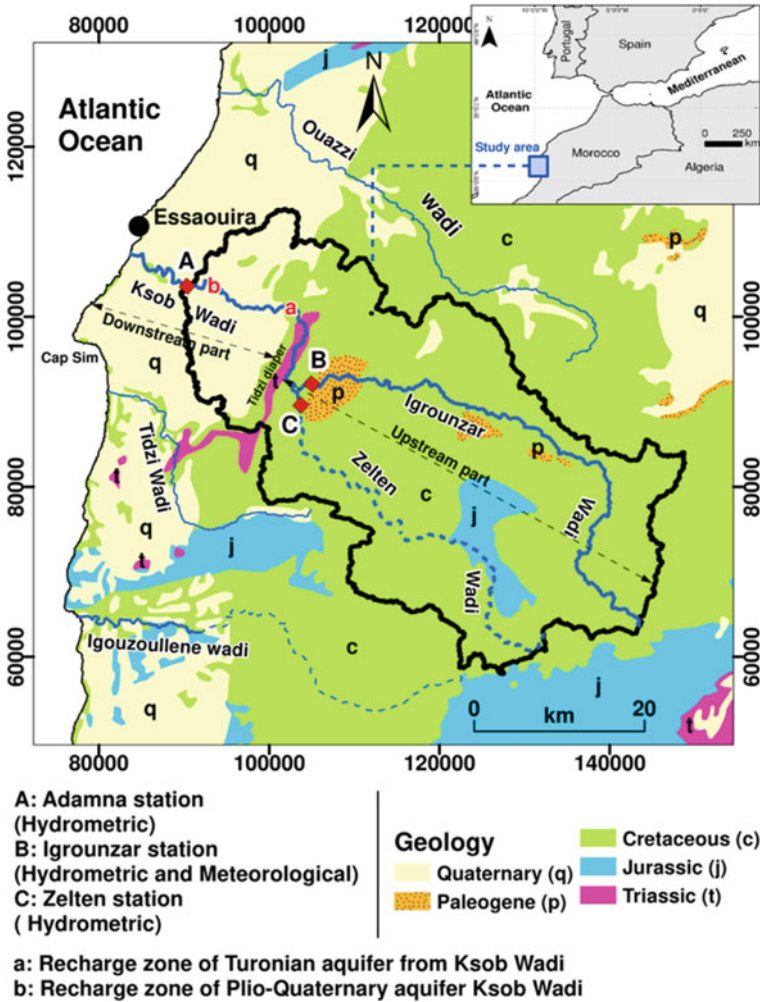 80000
100000
120000
Atlantic
Ocean
N
j
Ouazzi
wadi
q
c
p
q
120000
100000
80000
60000
Portugal
Spain
Mediterranean
Atlantic
Ocean
Study area
Morocco
Algeria
0 250
km
Essaouira
A
b
a
Ksob
Wadi
Downstream part
Cap Sim
q
Tidzi diaper
t
B
p
C
Igrounzar
Wadi
p
Upstream part
Zelten
Wadi
c
j
Tidzi Wadi
t
q
t
j
Igouzoullene wadi
q
c
j
t
0 20
km
80000
100000
120000
140000
A: Adamna station
(Hydrometric)
B: Igrounzar station
(Hydrometric and Meteorological)
C: Zelten station
( Hydrometric)
Geology
Quaternary (q)
Paleogene (p)
Cretaceous (c)
Jurassic (j)
Triassic (t)
a: Recharge zone of Turonian aquifer from Ksob Wadi
b: Recharge zone of Plio-Quaternary aquifer Ksob Wadi